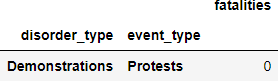 fatalities
disorder_type event_type
Demonstrations Protests 0